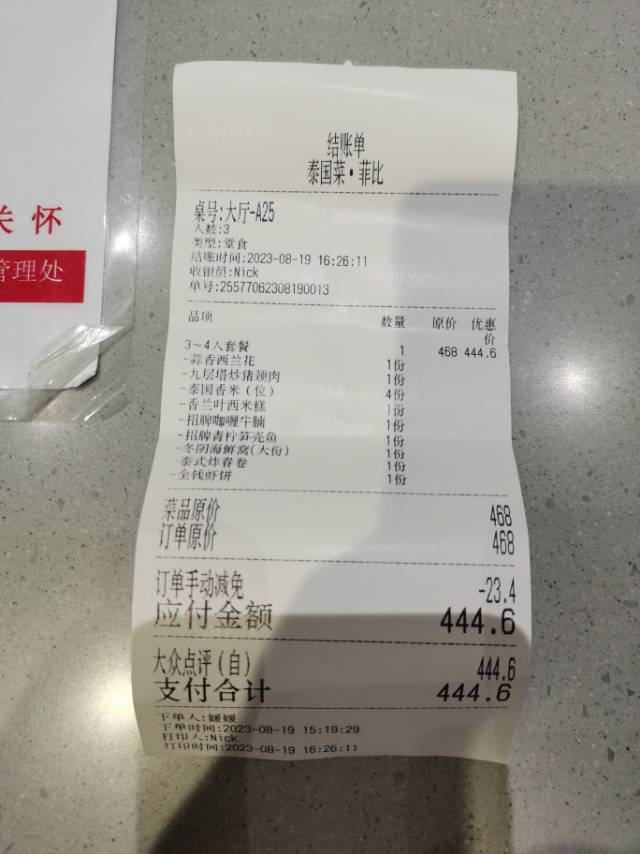 关怀
管理处
结账单
泰国菜·菲比
桌号:大厅-A25
人数:3
类型:堂食
结账时间:2023-08-19 16:26:11
收银员:Nick
单号:25577062308190013
品项 数量 原价 优惠价
3~4人套餐 1 468 444.6
-蒜香西兰花 1份
-九层塔炒猪颈肉 1份
-泰国香米(位) 4份
-香兰叶西米糕 1份
-招牌咖喱牛腩 1份
-招牌青柠笋壳鱼 1份
-冬阴海鲜窝(大份) 1份
-泰式炸春卷 1份
-金钱虾饼 1份
菜品原价 468
订单原价 468
订单手动减免 -23.4
应付金额 444.6
大众点评(自) 444.6
支付合计 444.6
下单人:媛媛
下单时间:2023-08-19 15:19:29
打印人:Nick
打印时间:2023-08-19 16:26:11